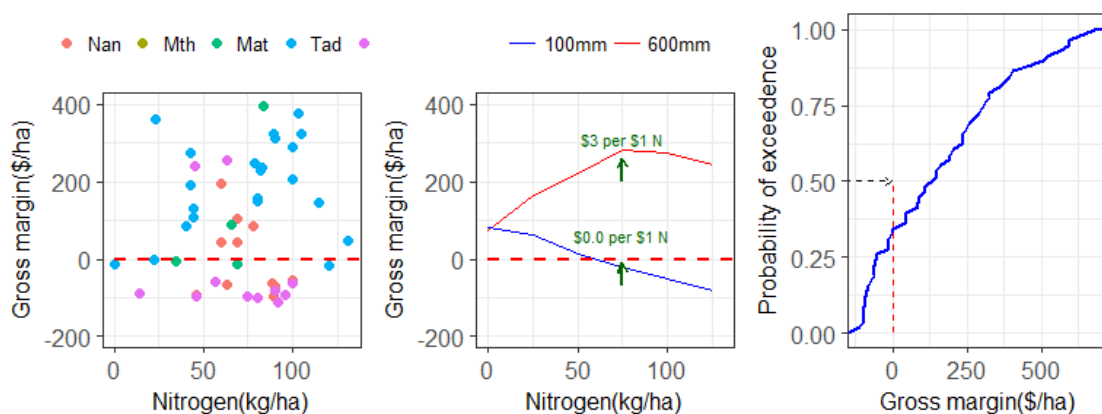 Nan Mth Mat Tad
Gross margin($/ha)
400
200
0
-200
0 50 100
Nitrogen(kg/ha)
100mm 600mm
Gross margin($/ha)
400
200
0
-200
$3 per $1 N
$0.0 per $1 N
0 50 100
Nitrogen(kg/ha)
Probability of exceedence
1.00
0.75
0.50
0.25
0.00
0 250 500
Gross margin($/ha)